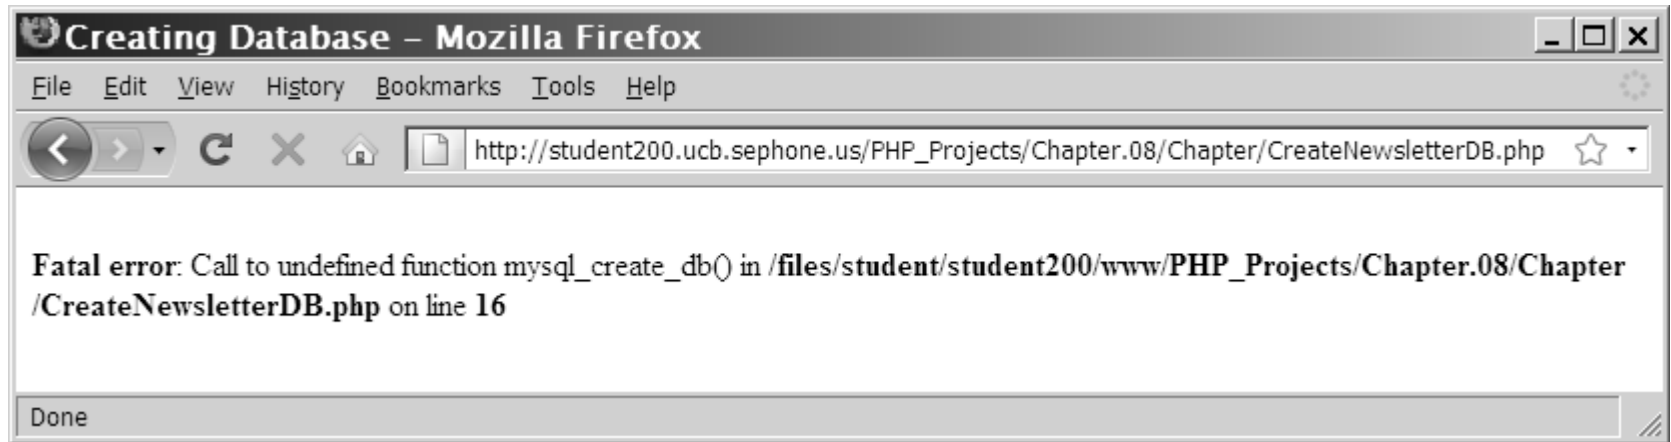 Creating Database – Mozilla Firefox
File Edit View History Bookmarks Tools Help
http://student200.ucb.sephone.us/PHP_Projects/Chapter.08/Chapter/CreateNewsletterDB.php
Fatal error: Call to undefined function mysql_create_db() in /files/student/student200/www/PHP_Projects/Chapter.08/Chapter
/CreateNewsletterDB.php on line 16
Done